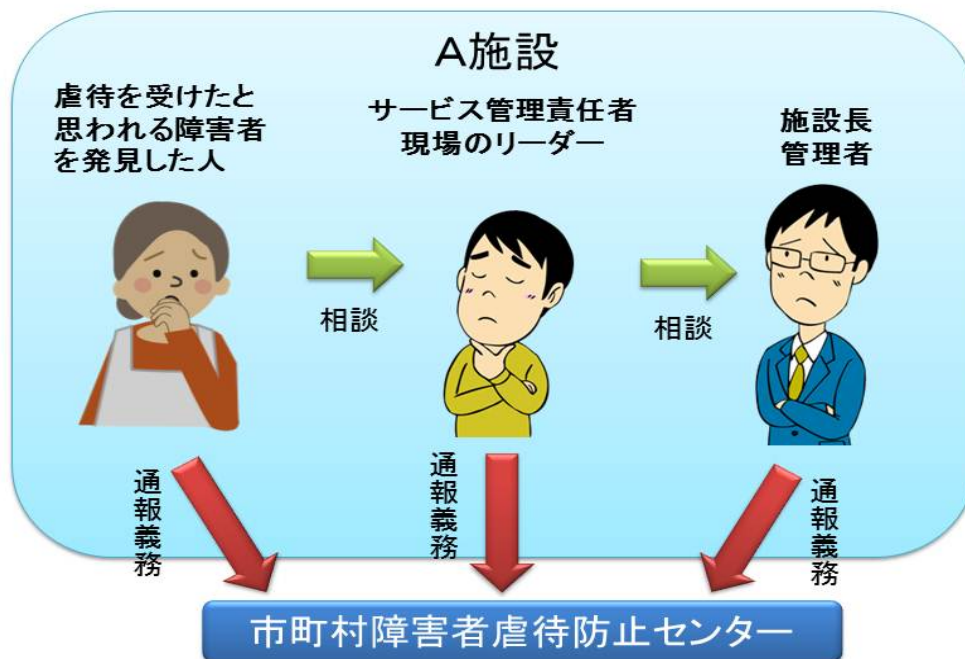 A施設
虐待を受けたと
思われる障害者
を発見した人
サービス管理責任者
現場のリーダー
施設長
管理者
相談
相談
通報義務
通報義務
通報義務
市町村障害者虐待防止センター